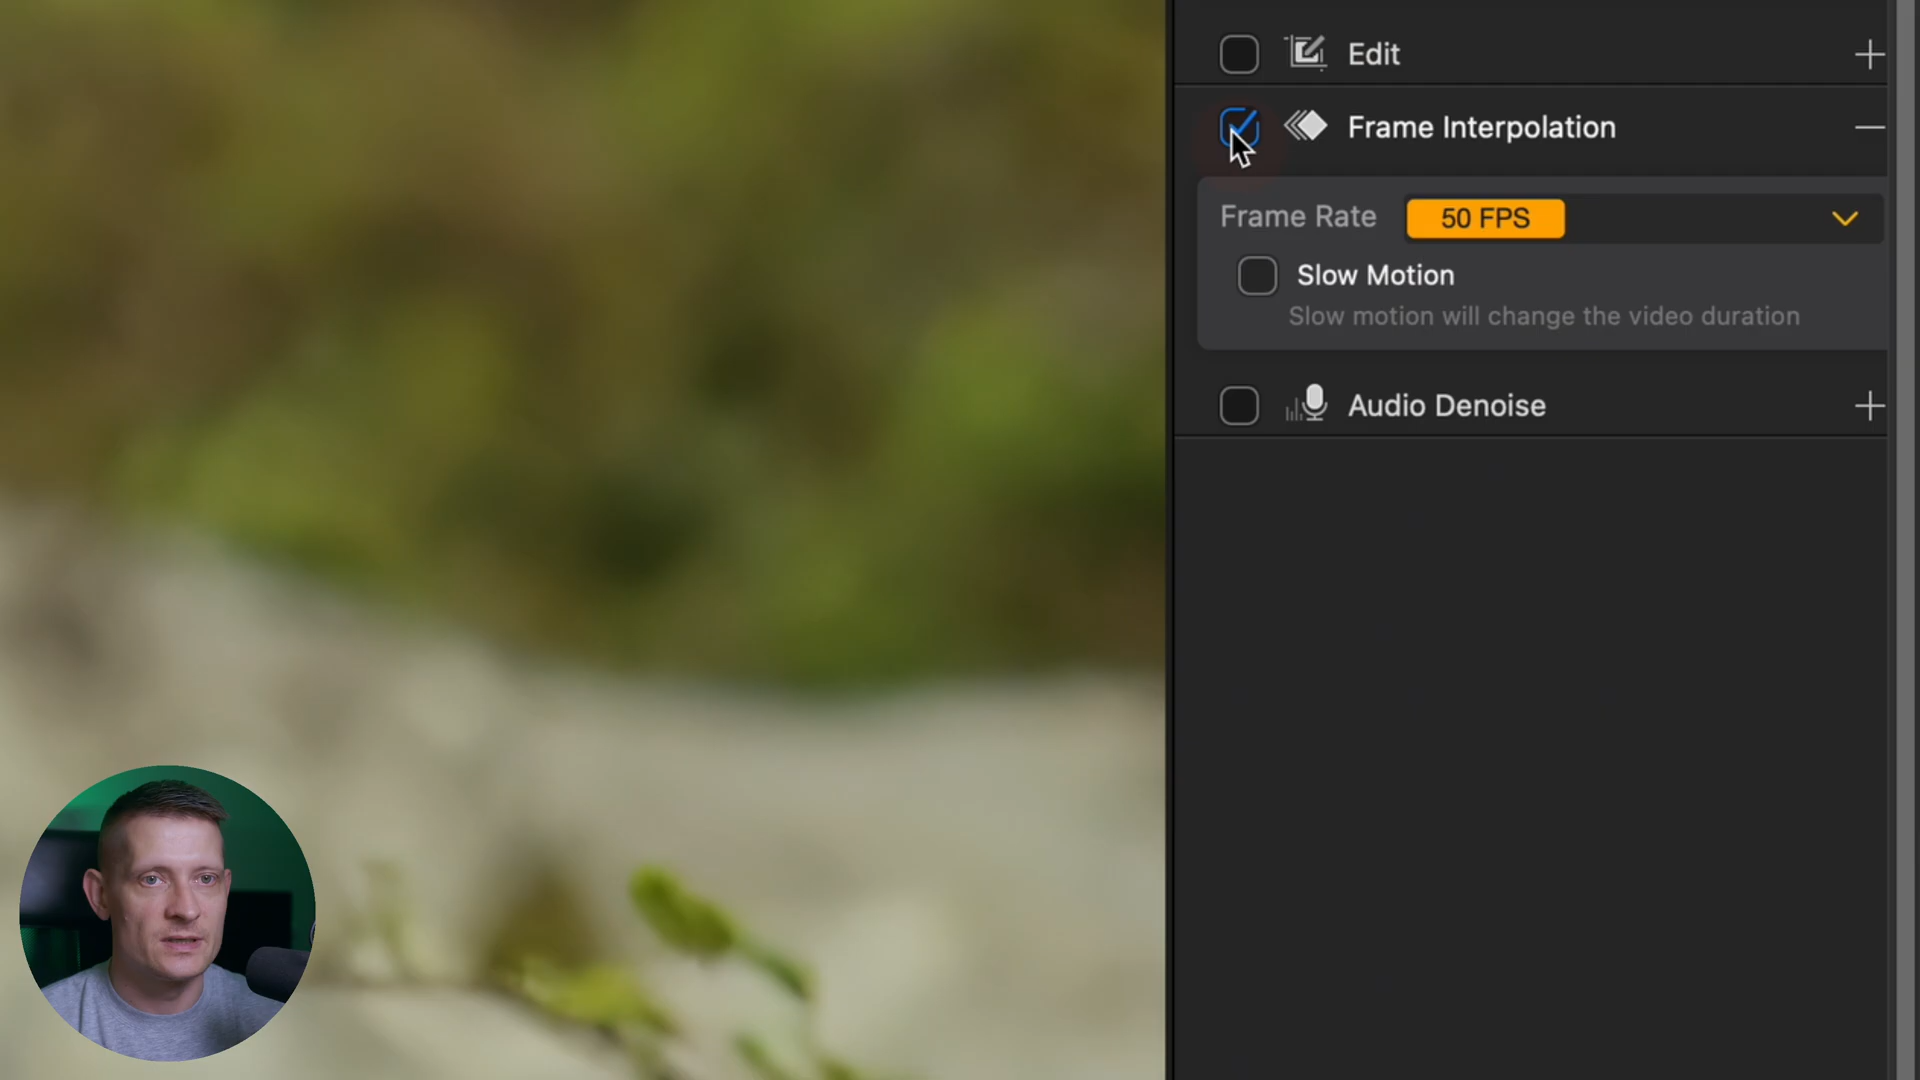 Edit
Frame Interpolation
Frame Rate 50 FPS
Slow Motion
Slow motion will change the video duration
Audio Denoise